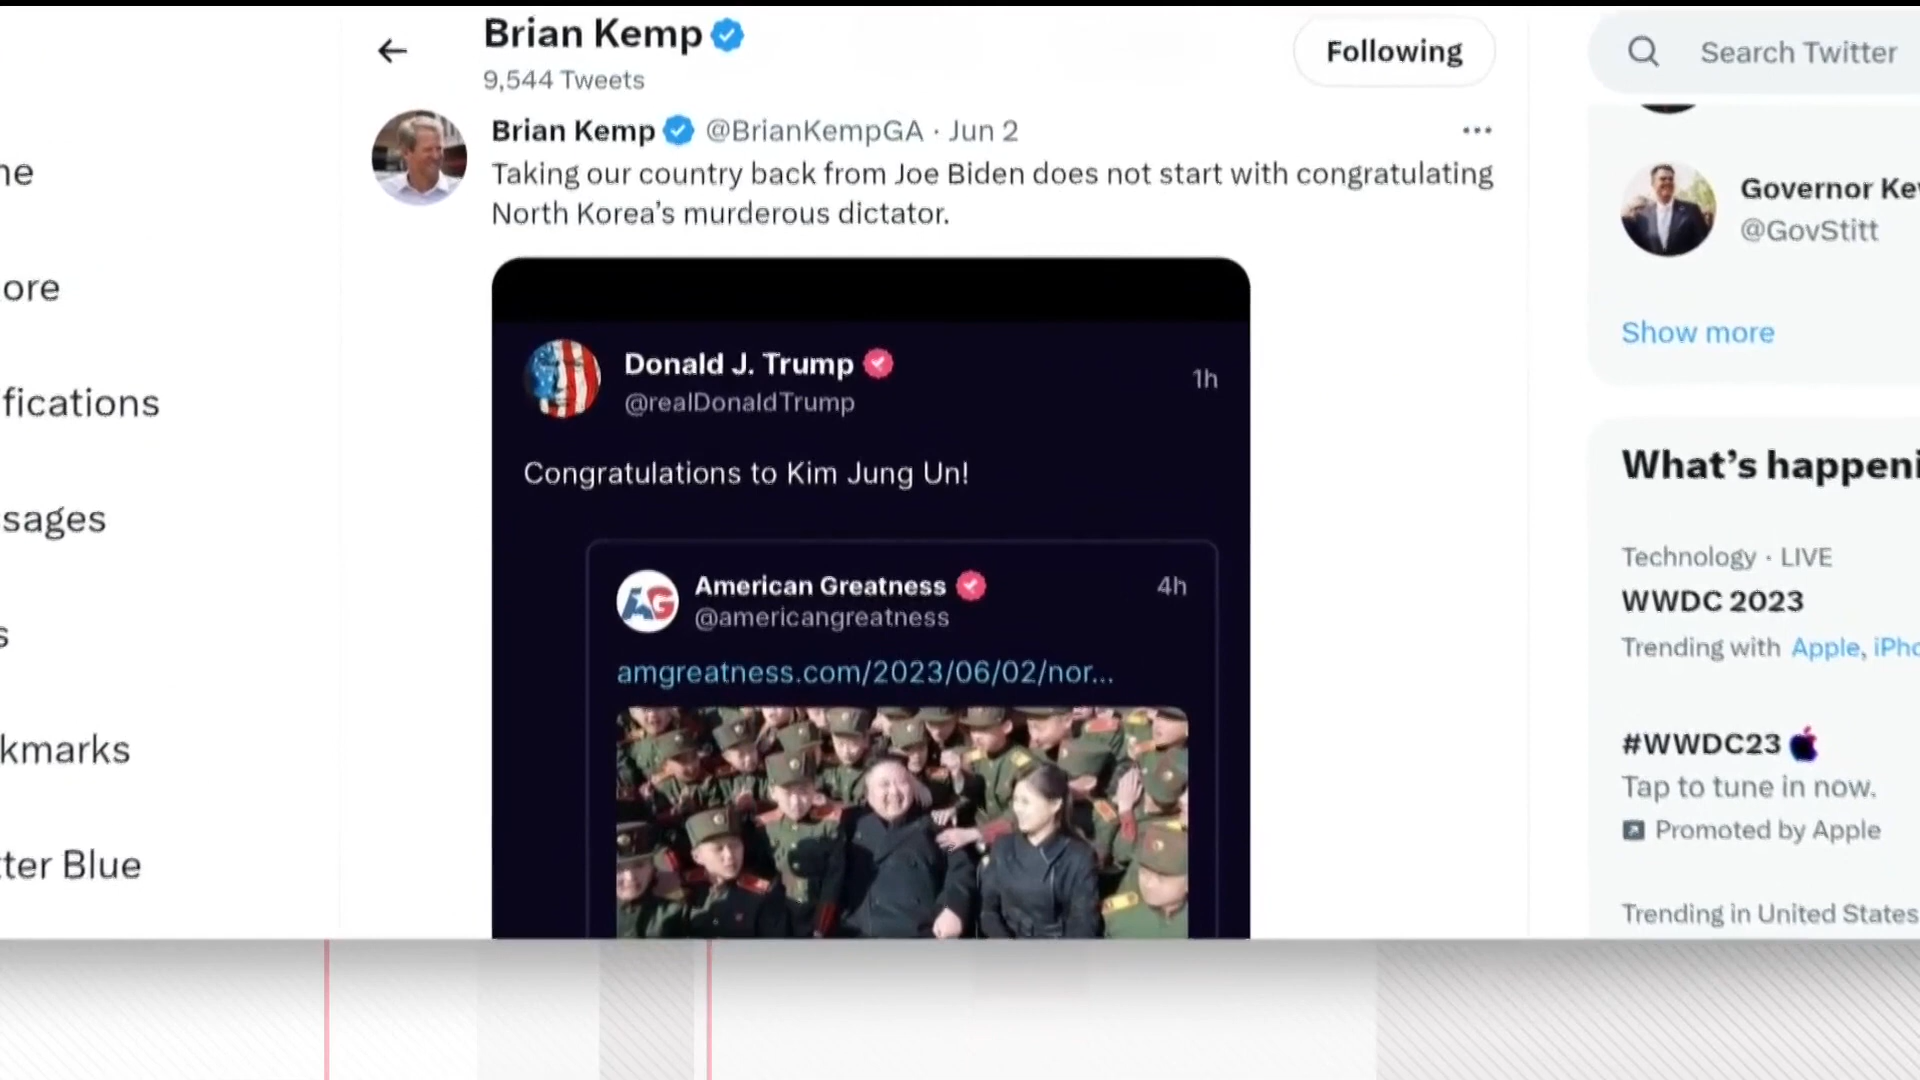 Brian Kemp
9,544 Tweets
Following
Search Twitter
Brian Kemp @BrianKempGA · Jun 2
Taking our country back from Joe Biden does not start with congratulating
North Korea's murderous dictator.
Donald J. Trump
@realDonaldTrump
1h
Congratulations to Kim Jung Un!
AG
American Greatness
@americangreatness
4h
amgreatness.com/2023/06/02/nor...
ne
ore
fications
sages
s
kmarks
tter Blue
Governor Kev
@GovStitt
Show more
What's happeni
Technology · LIVE
WWDC 2023
Trending with Apple, iPho
#WWDC23
Tap to tune in now.
Promoted by Apple
Trending in United States